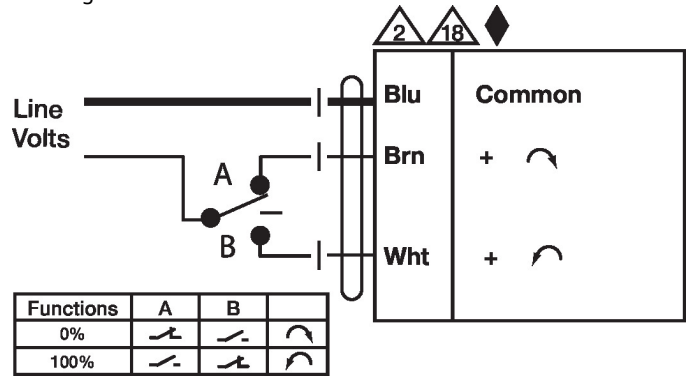 2 18
Line
Volts
Blu Common
Brn +
Wht +
A
B
Functions A B
0%
100%